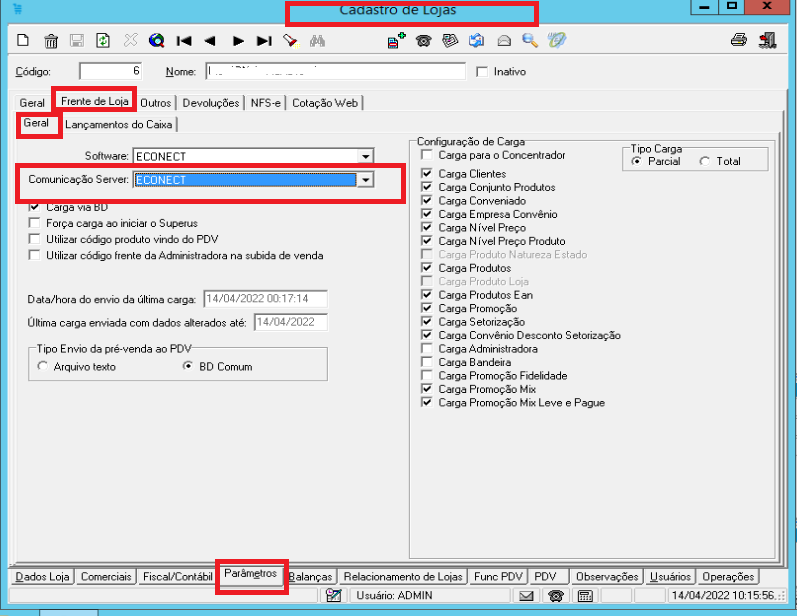 Cadastro de Lojas
Código: 6 Nome: Inativo
Geral Frente de Loja Outros Devoluções NFS-e Cotação Web
Geral Lançamentos do Caixa
Software: ECONECT
Comunicação Server: ECONECT
Carga via BD
Força carga ao iniciar o Superus
Utilizar código produto vindo do PDV
Utilizar código frente da Administradora na subida de venda
Data/hora do envio da última carga: 14/04/2022 00:17:14
Última carga enviada com dados alterados até: 14/04/2022
Tipo Envio da pré-venda ao PDV
Arquivo texto BD Comum
Configuração de Carga
Carga para o Concentrador
Tipo Carga
Parcial Total
Carga Clientes
Carga Conjunto Produtos
Carga Conveniado
Carga Empresa Convênio
Carga Nível Preço
Carga Nível Preço Produto
Carga Produto Natureza Estado
Carga Produtos
Carga Produto Loja
Carga Produtos Ean
Carga Promoção
Carga Setorização
Carga Convênio Desconto Setorização
Carga Administradora
Carga Bandeira
Carga Promoção Fidelidade
Carga Promoção Mix
Carga Promoção Mix Leve e Pague
Dados Loja Comerciais Fiscal/Contábil Parâmetros Balanças Relacionamento de Lojas Func PDV PDV Observações Usuários Operações
Usuário: ADMIN 14/04/2022 10:15:56